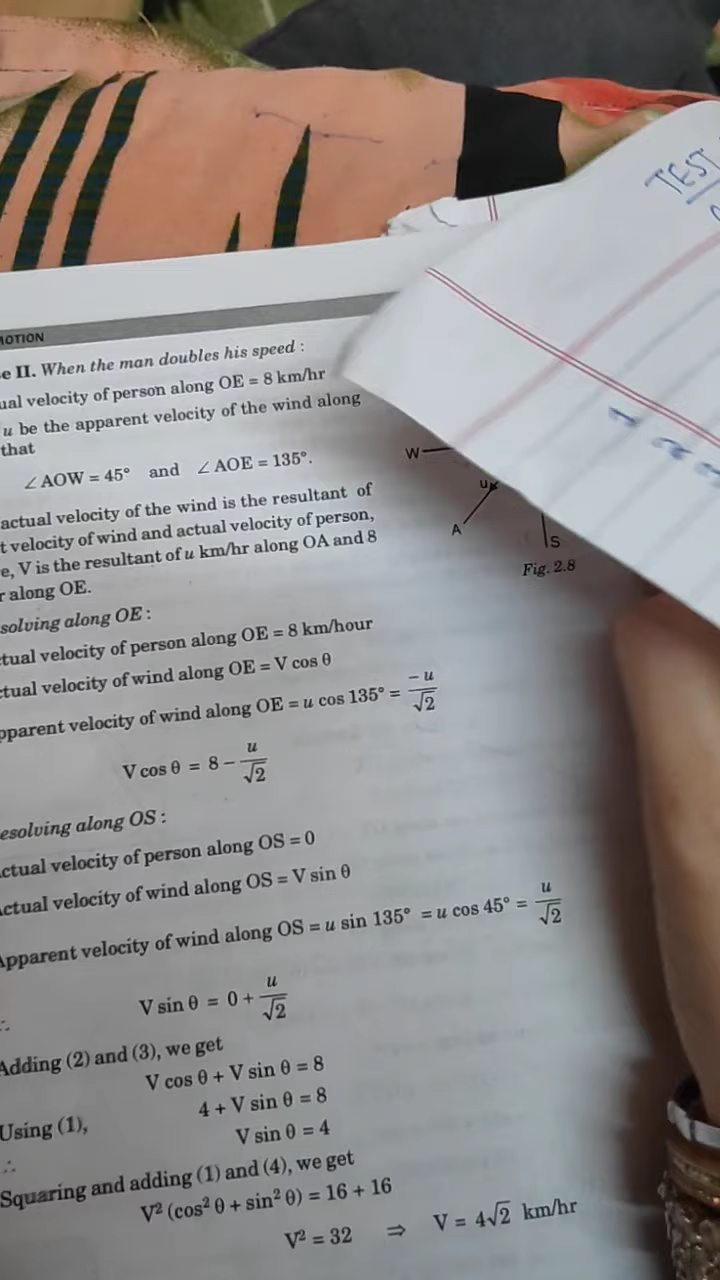 MOTION
e II. When the man doubles his speed :
ual velocity of person along OE = 8 km/hr
u be the apparent velocity of the wind along
that
∠ AOW = 45° and ∠ AOE = 135°.
actual velocity of the wind is the resultant of
t velocity of wind and actual velocity of person,
e, V is the resultant of u km/hr along OA and 8
r along OE.
W
u
A
S
Fig. 2.8
solving along OE :
tual velocity of person along OE = 8 km/hour
ctual velocity of wind along OE = V cos θ
pparent velocity of wind along OE = u cos 135° = -u/√2
V cos θ = 8 - u/√2
esolving along OS :
ctual velocity of person along OS = 0
Actual velocity of wind along OS = V sin θ
Apparent velocity of wind along OS = u sin 135° = u cos 45° = u/√2
∴ V sin θ = 0 + u/√2
Adding (2) and (3), we get
V cos θ + V sin θ = 8
Using (1), 4 + V sin θ = 8
∴ V sin θ = 4
Squaring and adding (1) and (4), we get
V² (cos² θ + sin² θ) = 16 + 16
V² = 32 ⇒ V = 4√2 km/hr
TEST